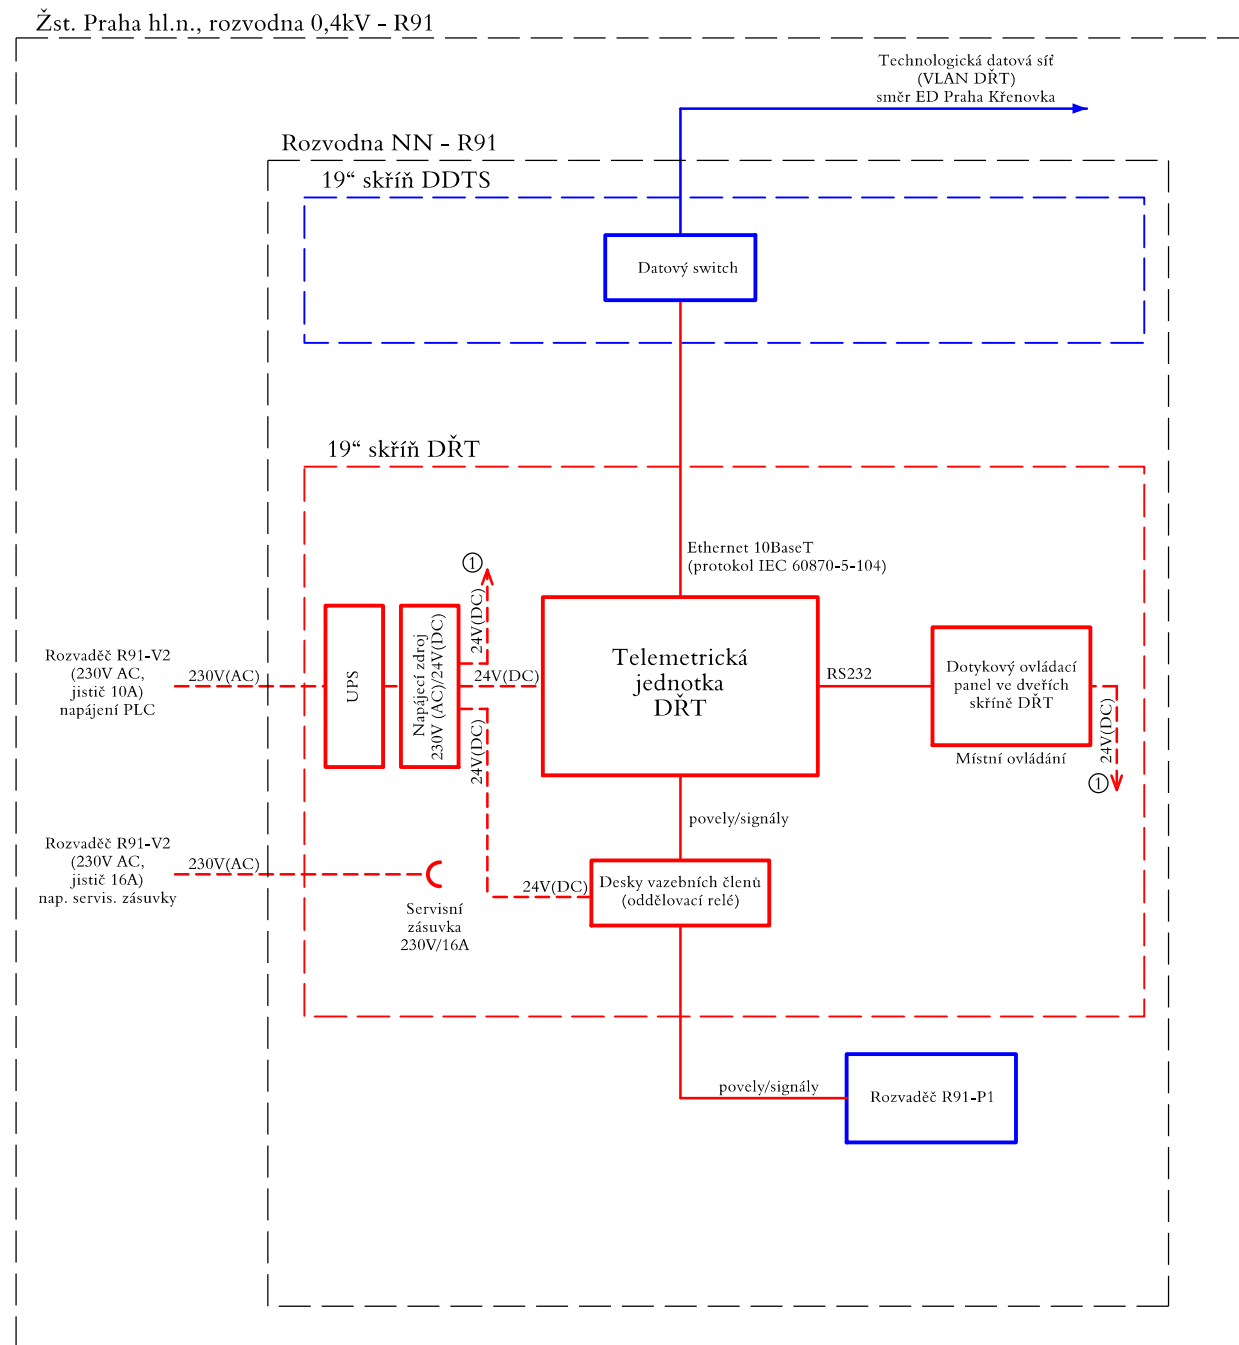 Žst. Praha hl.n., rozvodna 0,4kV - R91
Technologická datová síť
(VLAN DŘT)
směr ED Praha Křenovka
Rozvodna NN - R91
19“ skříň DDTS
Datový switch
19“ skříň DŘT
Ethernet 10BaseT
(protokol IEC 60870-5-104)
1
24V(DC)
Rozvaděč R91-V2
(230V AC,
jistič 10A)
napájení PLC
230V(AC)
UPS
Napájecí zdroj
230V (AC)/24V(DC)
24V(DC)
24V(DC)
Telemetrická
jednotka
DŘT
RS232
Dotykový ovládací
panel ve dveřích
skříně DŘT
Místní ovládání
24V(DC)
1
povely/signály
Rozvaděč R91-V2
(230V AC,
jistič 16A)
nap. servis. zásuvky
230V(AC)
Servisní
zásuvka
230V/16A
24V(DC)
Desky vazebních členů
(oddělovací relé)
povely/signály
Rozvaděč R91-P1